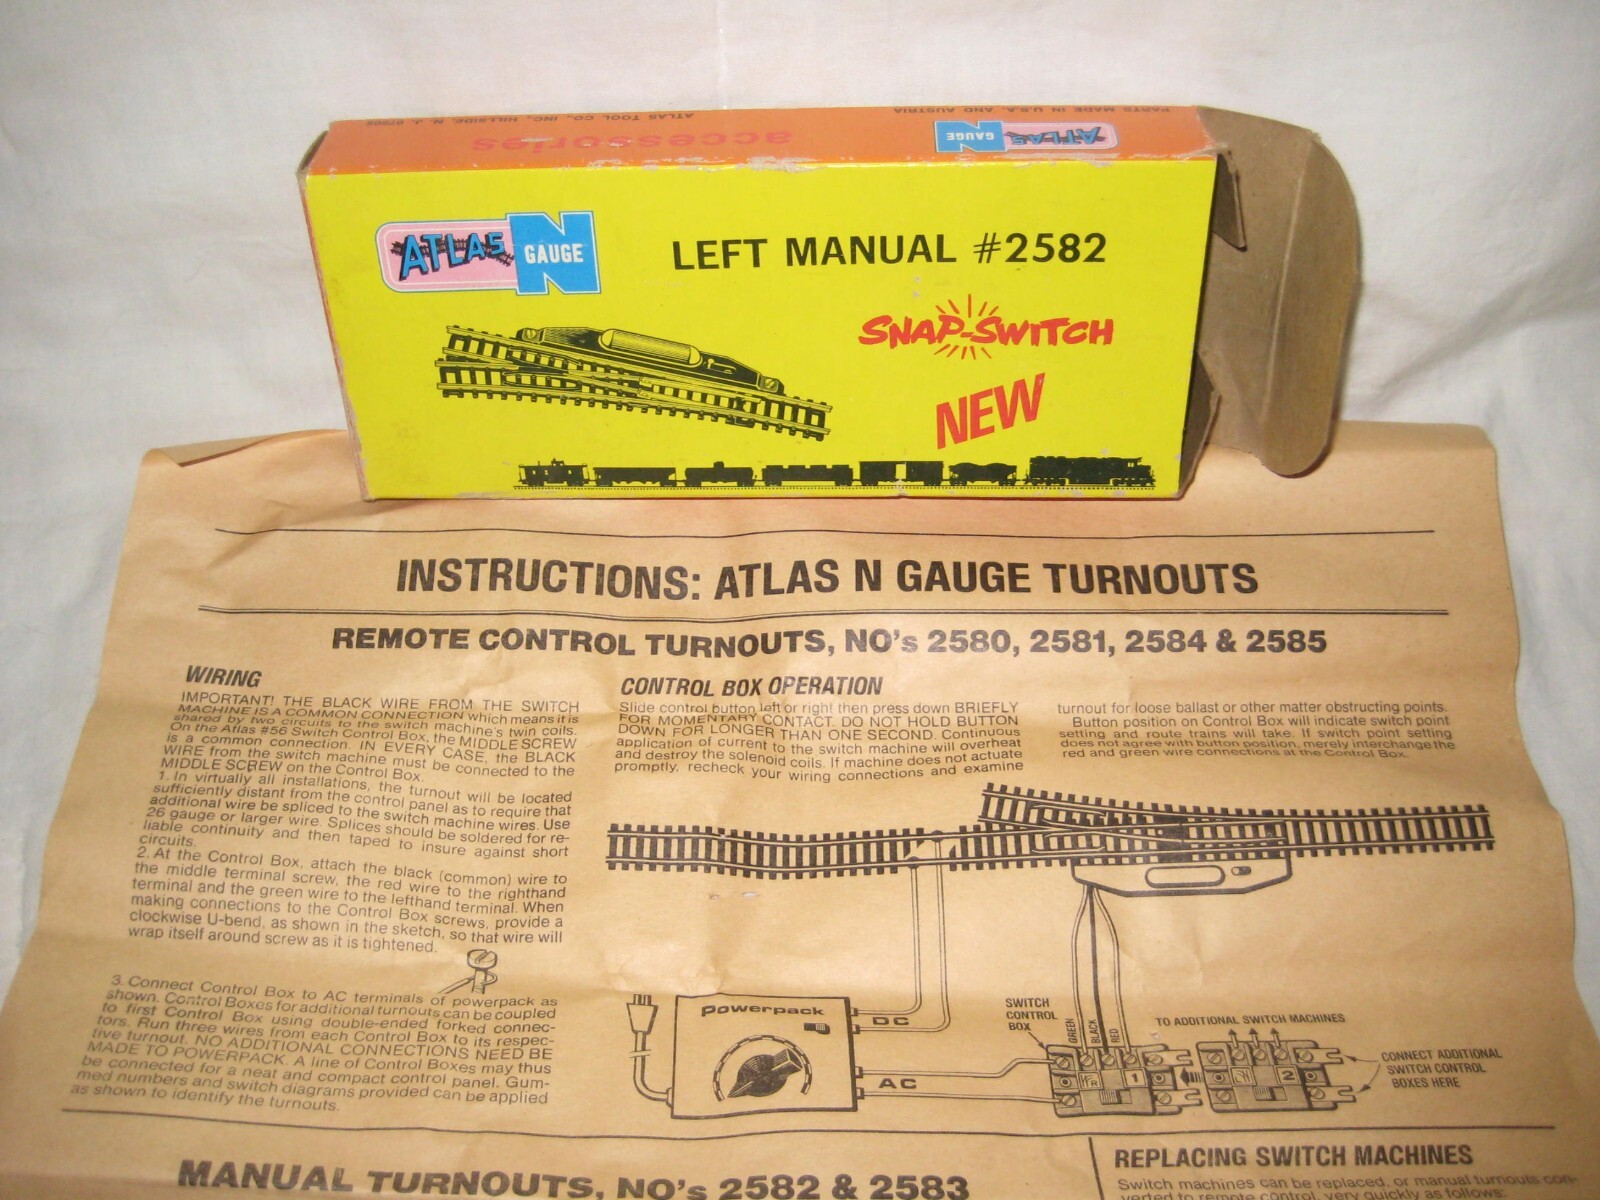 PARTS MADE IN U.S.A. AND AUSTRIA
ATLAS TOOL CO., INC., HILLSIDE, N. J. 07205
ATLAS
GAUGE
N
accessories
ATLAS
GAUGE
N
LEFT MANUAL #2582
SNAP-SWITCH
NEW
INSTRUCTIONS: ATLAS N GAUGE TURNOUTS
REMOTE CONTROL TURNOUTS, NO's 2580, 2581, 2584 & 2585
WIRING
IMPORTANT! THE BLACK WIRE FROM THE SWITCH
MACHINE IS A COMMON CONNECTION which means it is
shared by two circuits to the switch machine's twin coils.
On the Atlas #56 Switch Control Box, the MIDDLE SCREW
is a common connection. IN EVERY CASE, the BLACK
WIRE from the switch machine must be connected to the
MIDDLE SCREW on the Control Box.
1. In virtually all installations, the turnout will be located
sufficiently distant from the control panel as to require that
additional wire be spliced to the switch machine wires. Use
26 gauge or larger wire. Splices should be soldered for re-
liable continuity and then taped to insure against short
circuits.
2. At the Control Box, attach the black (common) wire to
the middle terminal screw, the red wire to the righthand
terminal and the green wire to the lefthand terminal. When
making connections to the Control Box screws, provide a
clockwise U-bend, as shown in the sketch, so that wire will
wrap itself around screw as it is tightened.
3. Connect Control Box to AC terminals of powerpack as
shown. Control Boxes for additional turnouts can be coupled
to first Control Box using double-ended forked connec-
tors. Run three wires from each Control Box to its respec-
tive turnout. NO ADDITIONAL CONNECTIONS NEED BE
MADE TO POWERPACK. A line of Control Boxes may thus
be connected for a neat and compact control panel. Gum-
med numbers and switch diagrams provided can be applied
as shown to identify the turnouts.
CONTROL BOX OPERATION
Slide control button left or right then press down BRIEFLY
FOR MOMENTARY CONTACT. DO NOT HOLD BUTTON
DOWN FOR LONGER THAN ONE SECOND. Continuous
application of current to the switch machine will overheat
and destroy the solenoid coils. If machine does not actuate
promptly, recheck your wiring connections and examine
turnout for loose ballast or other matter obstructing points.
Button position on Control Box will indicate switch point
setting and route trains will take. If switch point setting
does not agree with button position, merely interchange the
red and green wire connections at the Control Box.
Powerpack
DC
AC
SWITCH
CONTROL
BOX
GREEN
BLACK
RED
1
TO ADDITIONAL SWITCH MACHINES
2
CONNECT ADDITIONAL
SWITCH CONTROL
BOXES HERE
MANUAL TURNOUTS, NO's 2582 & 2583
REPLACING SWITCH MACHINES
Switch machines can be replaced, or manual turnouts con-
verted to remote control, very quickly as follows: